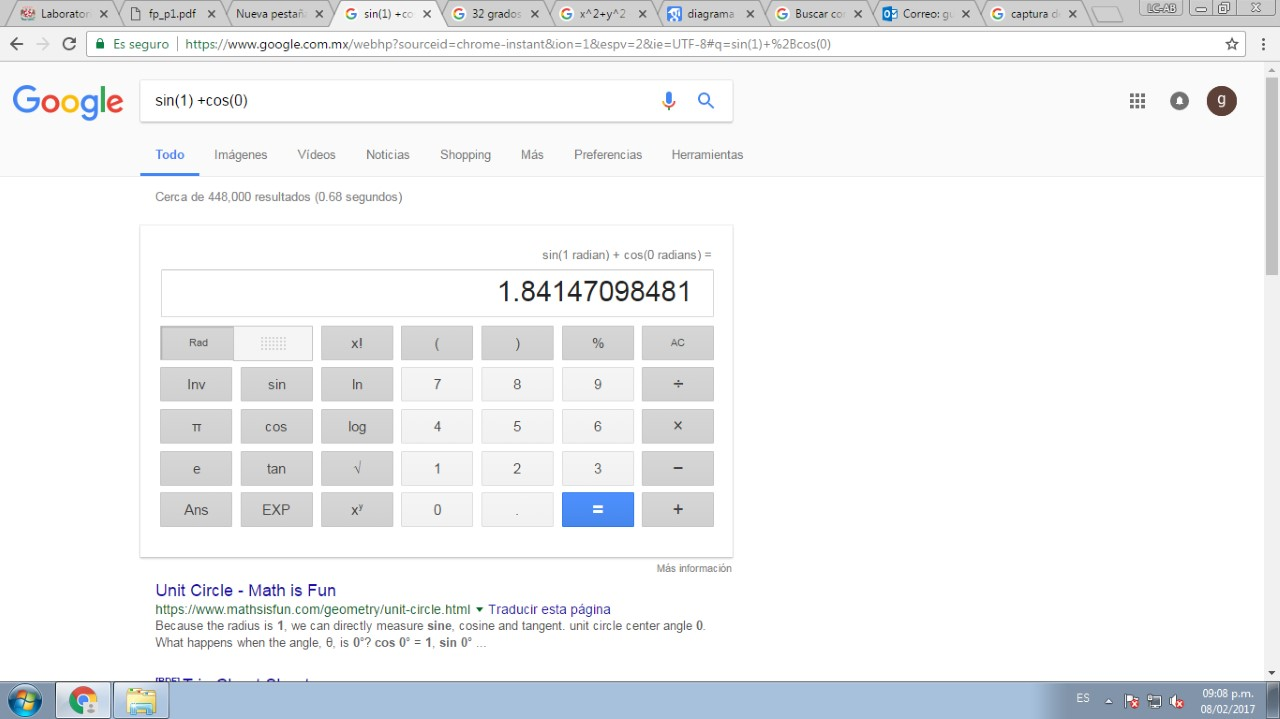 Laborator
fp_p1.pdf
Nueva pestañ
sin(1) +co
32 grados
x^2+y^2
diagrama
Buscar cor
Correo: gu
captura d
LC-AB
Es seguro
https://www.google.com.mx/webhp?sourceid=chrome-instant&ion=1&espv=2&ie=UTF-8#q=sin(1)+%2Bcos(0)
Google
sin(1) +cos(0)
g
Todo Imágenes Vídeos Noticias Shopping Más Preferencias Herramientas
Cerca de 448,000 resultados (0.68 segundos)
sin(1 radian) + cos(0 radians) =
1.84147098481
Rad x! ( ) % AC
Inv sin ln 7 8 9 ÷
π cos log 4 5 6 ×
e tan √ 1 2 3 −
Ans EXP xʸ 0 . = +
Más información
Unit Circle - Math is Fun
https://www.mathsisfun.com/geometry/unit-circle.html ▾ Traducir esta página
Because the radius is 1, we can directly measure sine, cosine and tangent. unit circle center angle 0.
What happens when the angle, θ, is 0°? cos 0° = 1, sin 0° ...
ES
09:08 p.m.
08/02/2017